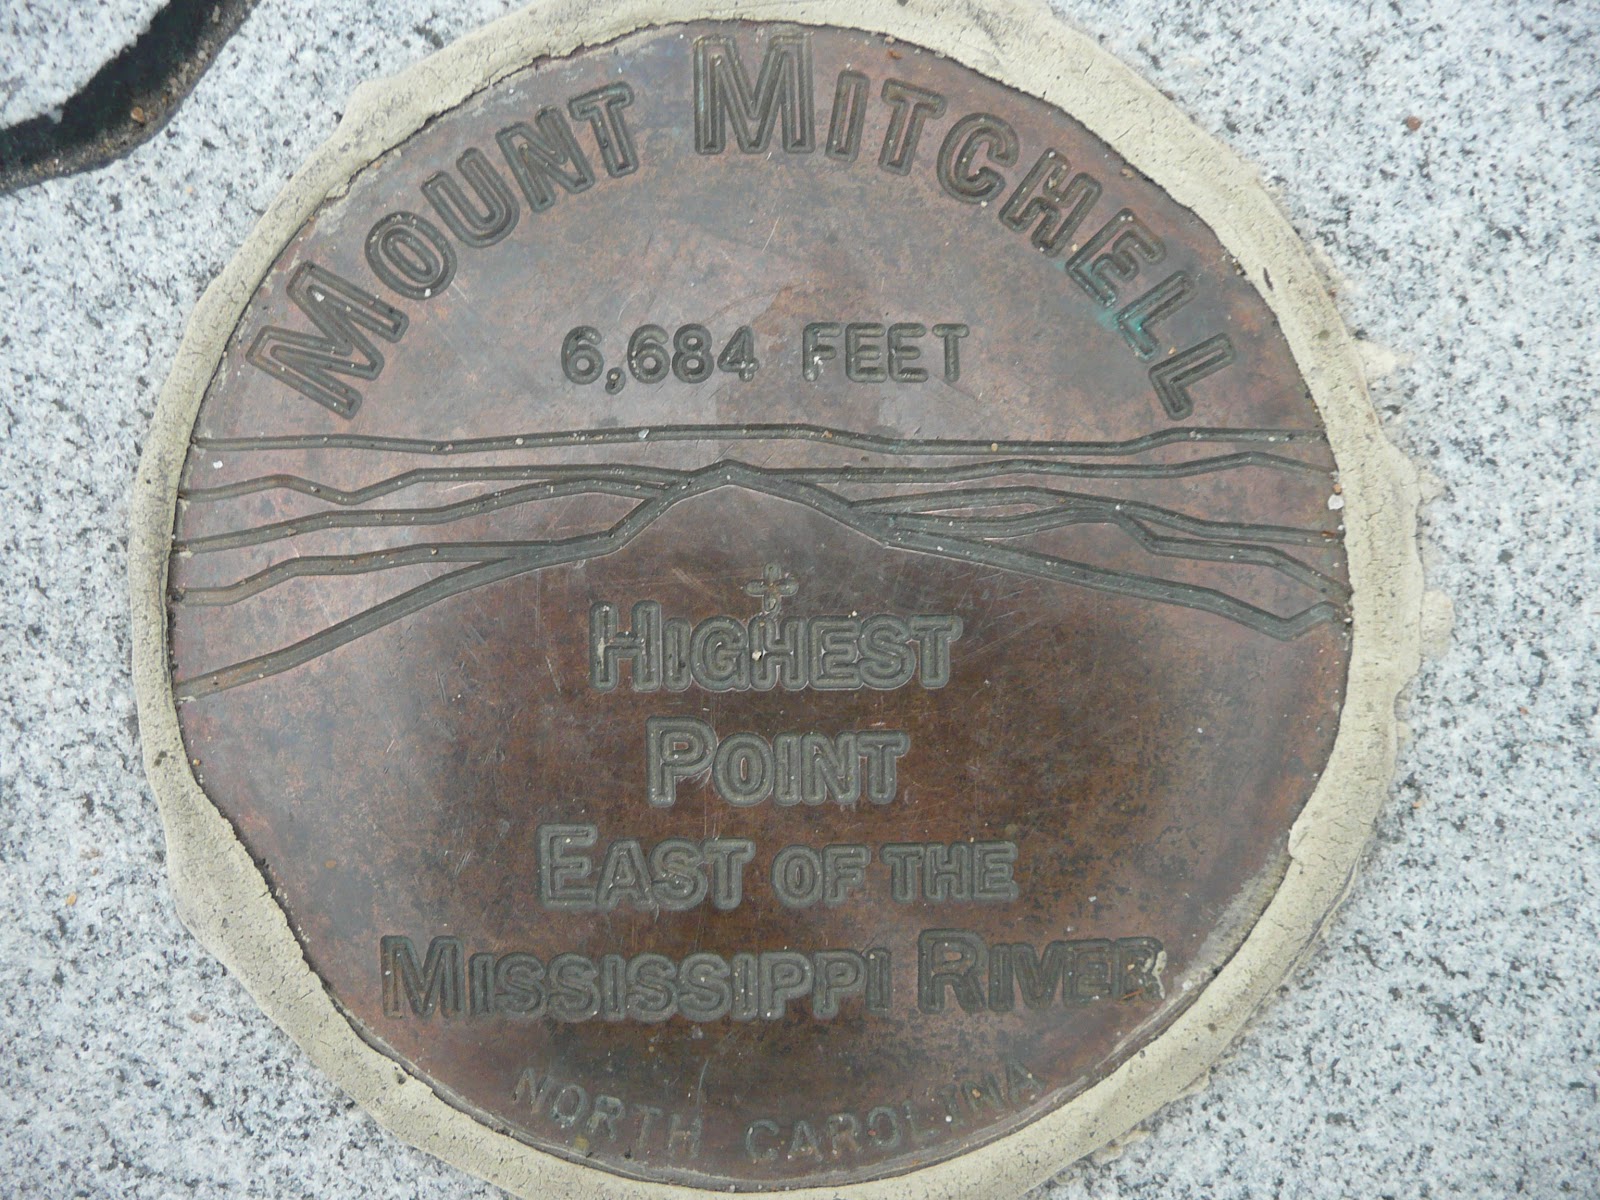 MOUNT MITCHELL
6,684 FEET
HIGHEST
POINT
EAST OF THE
MISSISSIPPI RIVER
NORTH CAROLINA